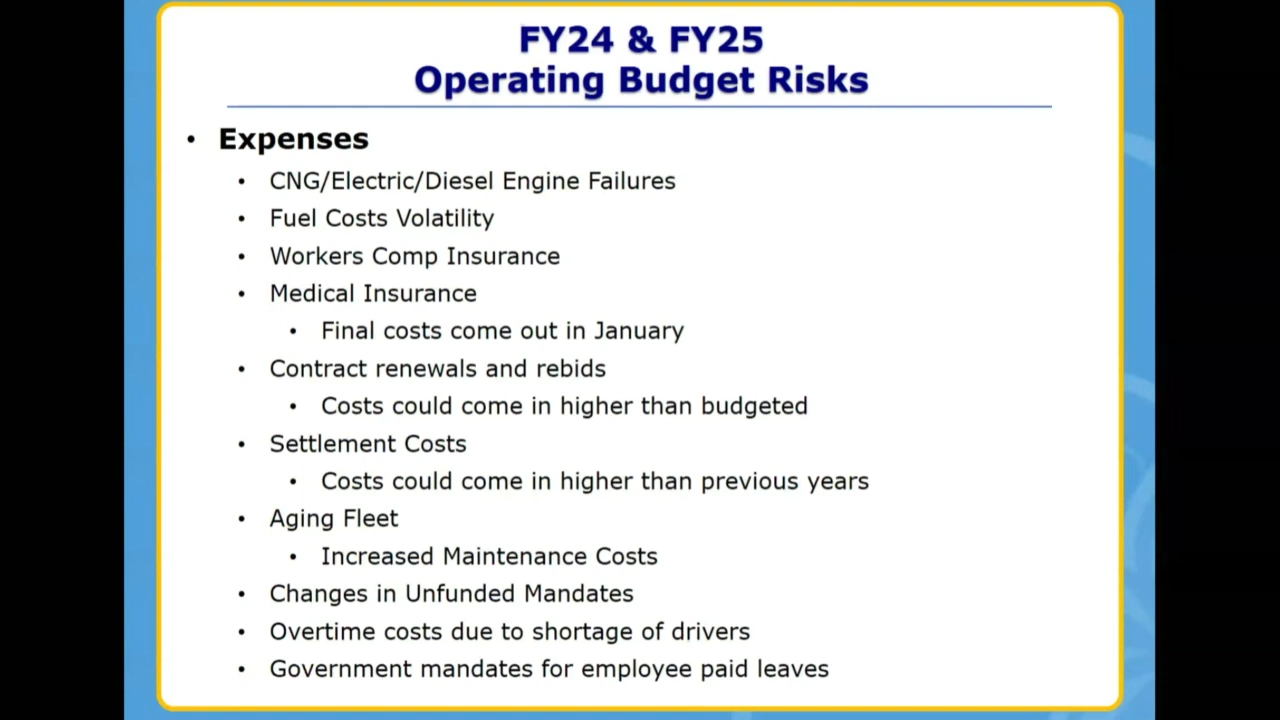 FY24 & FY25
Operating Budget Risks
• Expenses
• CNG/Electric/Diesel Engine Failures
• Fuel Costs Volatility
• Workers Comp Insurance
• Medical Insurance
• Final costs come out in January
• Contract renewals and rebids
• Costs could come in higher than budgeted
• Settlement Costs
• Costs could come in higher than previous years
• Aging Fleet
• Increased Maintenance Costs
• Changes in Unfunded Mandates
• Overtime costs due to shortage of drivers
• Government mandates for employee paid leaves